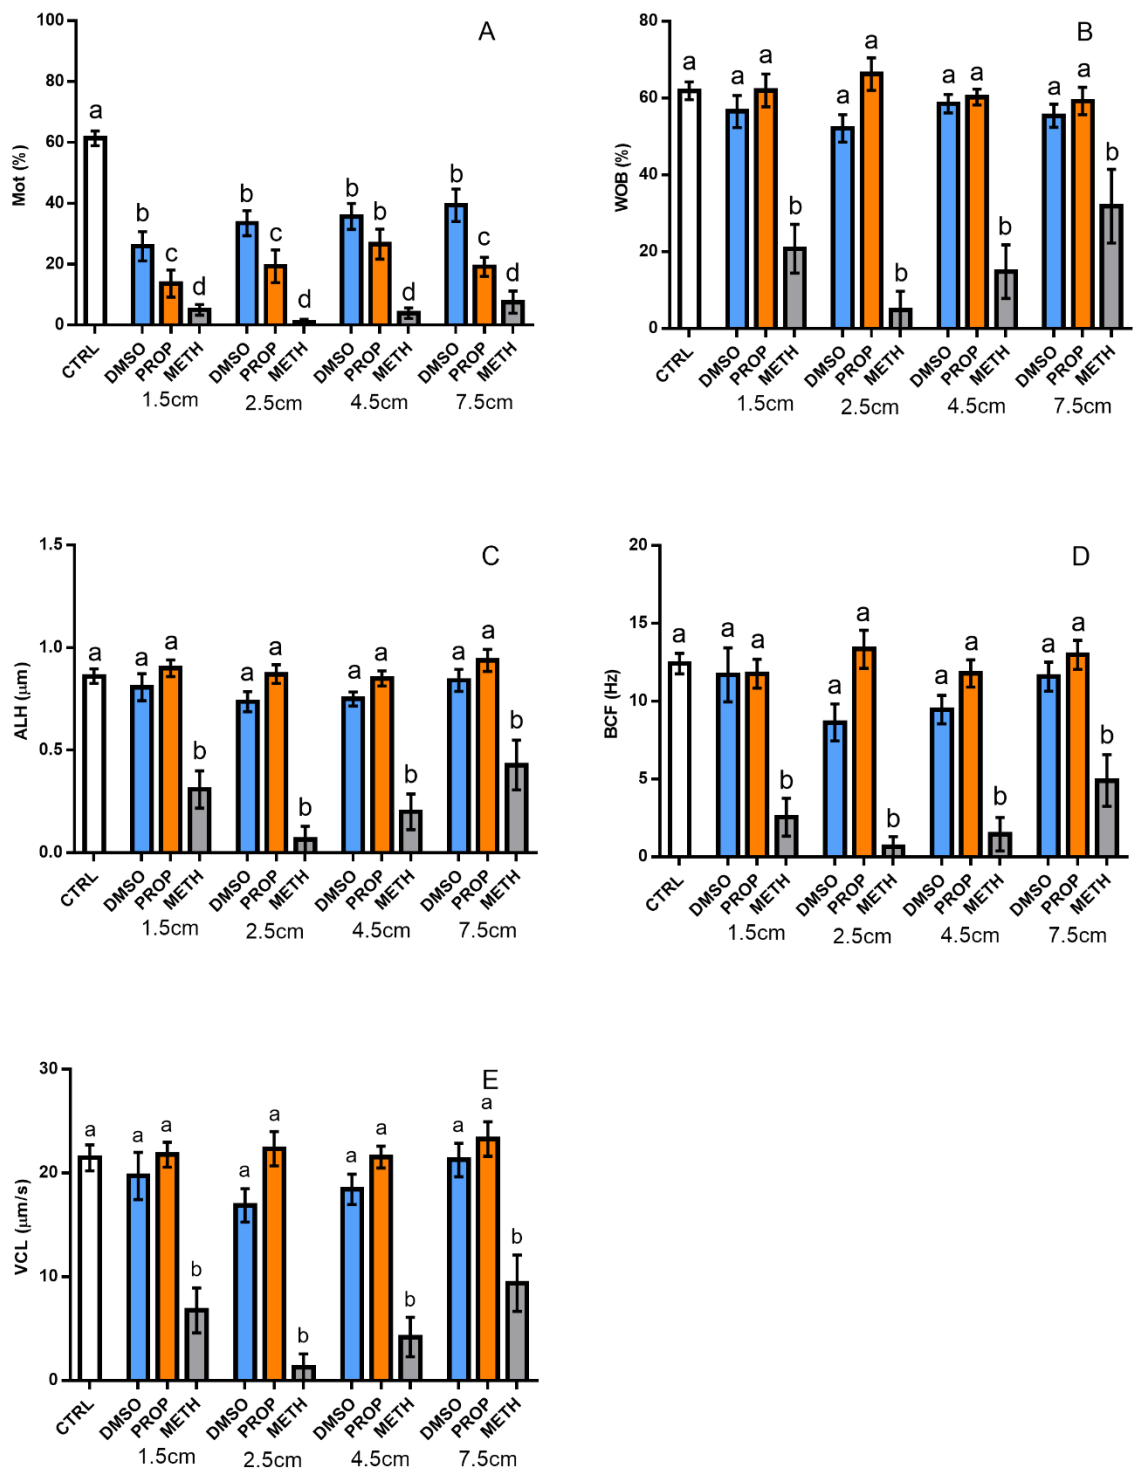 A
Mot (%)
100
80
60
40
20
0
a
b
c
d
b
c
d
b
b
d
b
c
d
CTRL
DMSO
PROP
METH
DMSO
PROP
METH
DMSO
PROP
METH
DMSO
PROP
METH
1.5cm
2.5cm
4.5cm
7.5cm
B
WOB (%)
80
60
40
20
0
a
a
a
b
a
a
b
a
a
b
a
a
b
CTRL
DMSO
PROP
METH
DMSO
PROP
METH
DMSO
PROP
METH
DMSO
PROP
METH
1.5cm
2.5cm
4.5cm
7.5cm
C
ALH (μm)
1.5
1.0
0.5
0.0
a
a
a
b
a
a
b
a
a
b
a
a
b
CTRL
DMSO
PROP
METH
DMSO
PROP
METH
DMSO
PROP
METH
DMSO
PROP
METH
1.5cm
2.5cm
4.5cm
7.5cm
D
BCF (Hz)
20
15
10
5
0
a
a
a
b
a
a
b
a
a
b
a
a
b
CTRL
DMSO
PROP
METH
DMSO
PROP
METH
DMSO
PROP
METH
DMSO
PROP
METH
1.5cm
2.5cm
4.5cm
7.5cm
E
VCL (μm/s)
30
20
10
0
a
a
a
b
a
a
b
a
a
b
a
a
b
CTRL
DMSO
PROP
METH
DMSO
PROP
METH
DMSO
PROP
METH
DMSO
PROP
METH
1.5cm
2.5cm
4.5cm
7.5cm